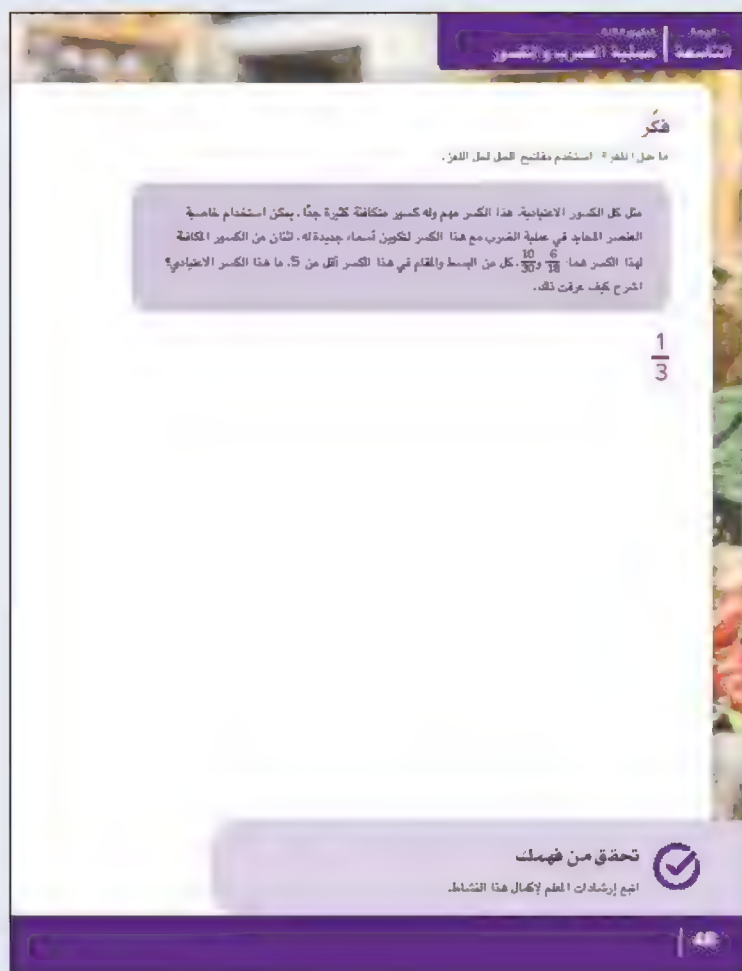 التاسعة | عملية الضرب والكسور
فكّر
ما حل اللغز؟ استخدم مفاتيح الحل لحل اللغز.
مثل كل الكسور الاعتيادية، هذا الكسر مهم وله كسور متكافئة كثيرة جدًا. يمكن استخدام خاصية
العنصر المحايد في عملية الضرب مع هذا الكسر لتكوين أسماء جديدة له. اثنان من الكسور المكافئة
لهذا الكسر هما: 6/18 و 10/30. كل من البسط والمقام في هذا الكسر أقل من 5. ما هذا الكسر الاعتيادي؟
اشرح كيف عرفت ذلك.
1/3
تحقق من فهمك
اتبع إرشادات المعلم لإكمال هذا النشاط.